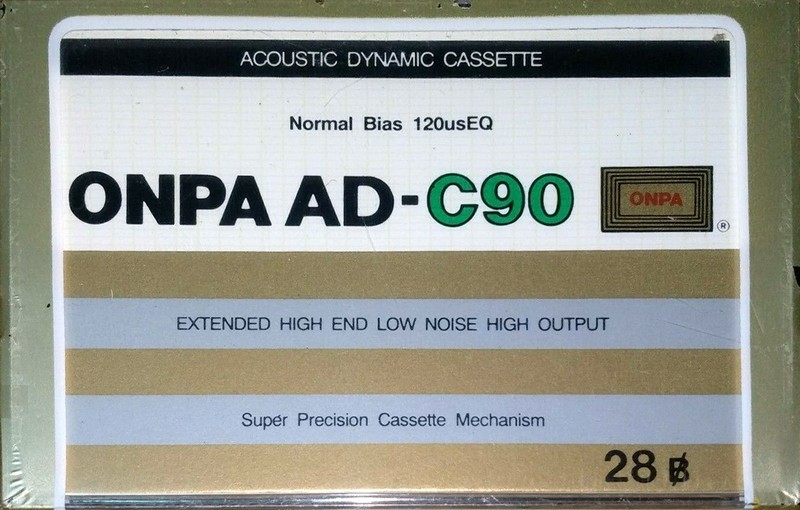 ACOUSTIC DYNAMIC CASSETTE
Normal Bias 120usEQ
ONPA AD-C90
ONPA
®
EXTENDED HIGH END LOW NOISE HIGH OUTPUT
Super Precision Cassette Mechanism
28 ฿